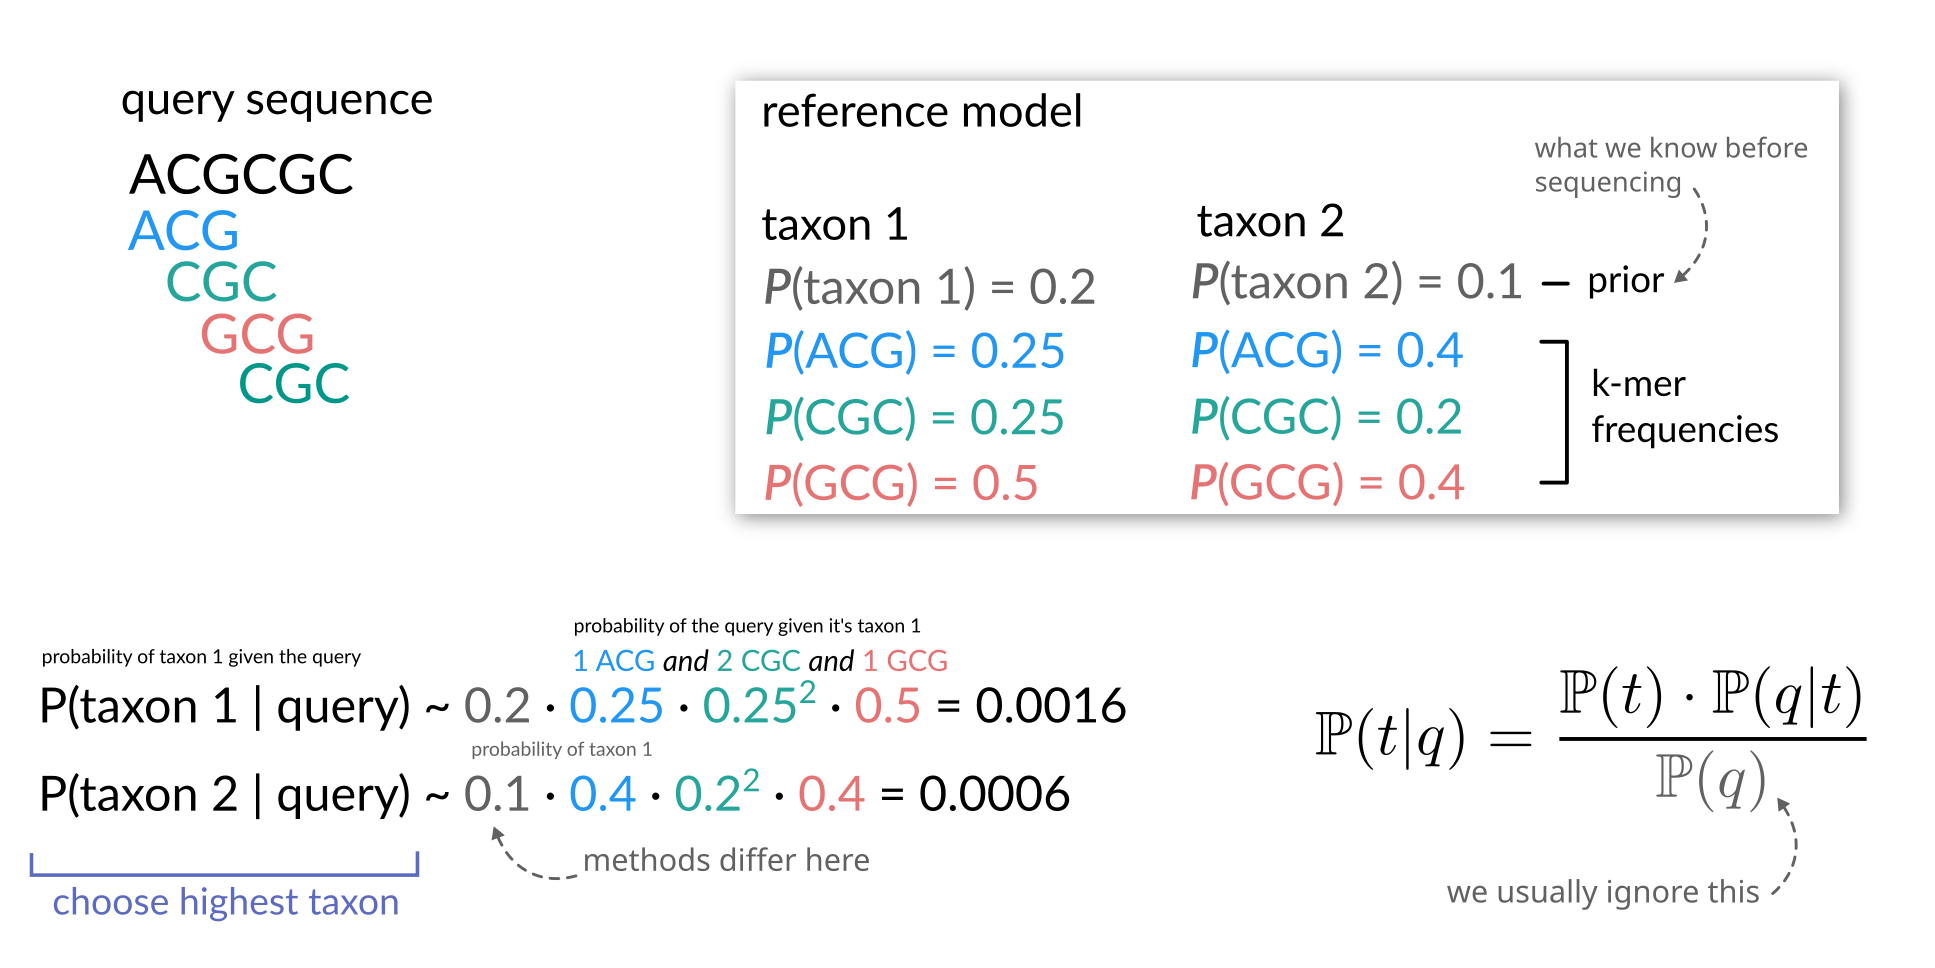 query sequence
ACGCGC
ACG
CGC
GCG
CGC
reference model
what we know before
sequencing
taxon 1
P(taxon 1) = 0.2
P(ACG) = 0.25
P(CGC) = 0.25
P(GCG) = 0.5
taxon 2
P(taxon 2) = 0.1 – prior
P(ACG) = 0.4
P(CGC) = 0.2
P(GCG) = 0.4
k-mer
frequencies
probability of the query given it's taxon 1
probability of taxon 1 given the query
1 ACG and 2 CGC and 1 GCG
P(taxon 1 | query) ~ 0.2 · 0.25 · 0.25² · 0.5 = 0.0016
probability of taxon 1
P(taxon 2 | query) ~ 0.1 · 0.4 · 0.2² · 0.4 = 0.0006
methods differ here
choose highest taxon
ℙ(t|q) = ℙ(t) · ℙ(q|t)
ℙ(q)
we usually ignore this